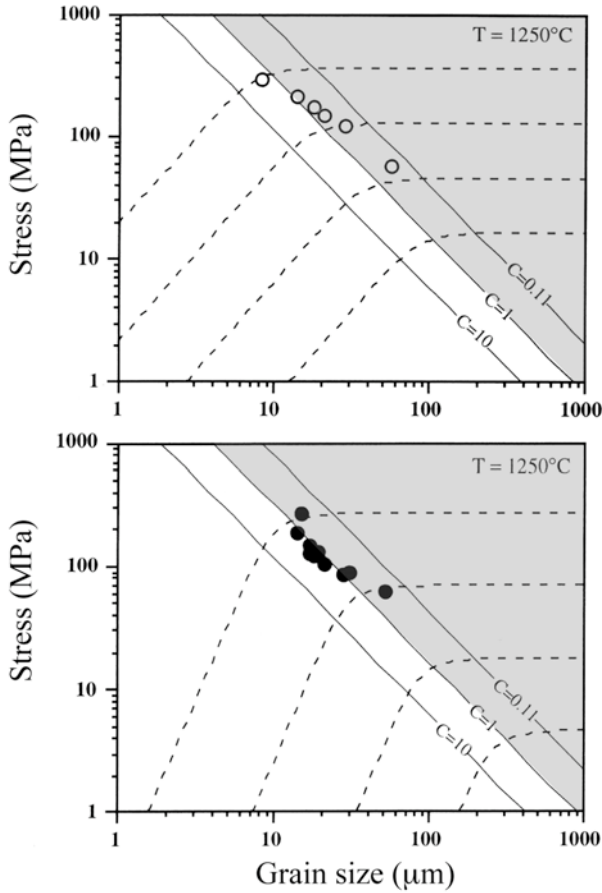 1000
T = 1250°C
100
Stress (MPa)
10
C=0.11
C=1
C=10
1
1 10 100 1000
1000
T = 1250°C
100
Stress (MPa)
10
C=0.11
C=1
C=10
1
1 10 100 1000
Grain size (μm)